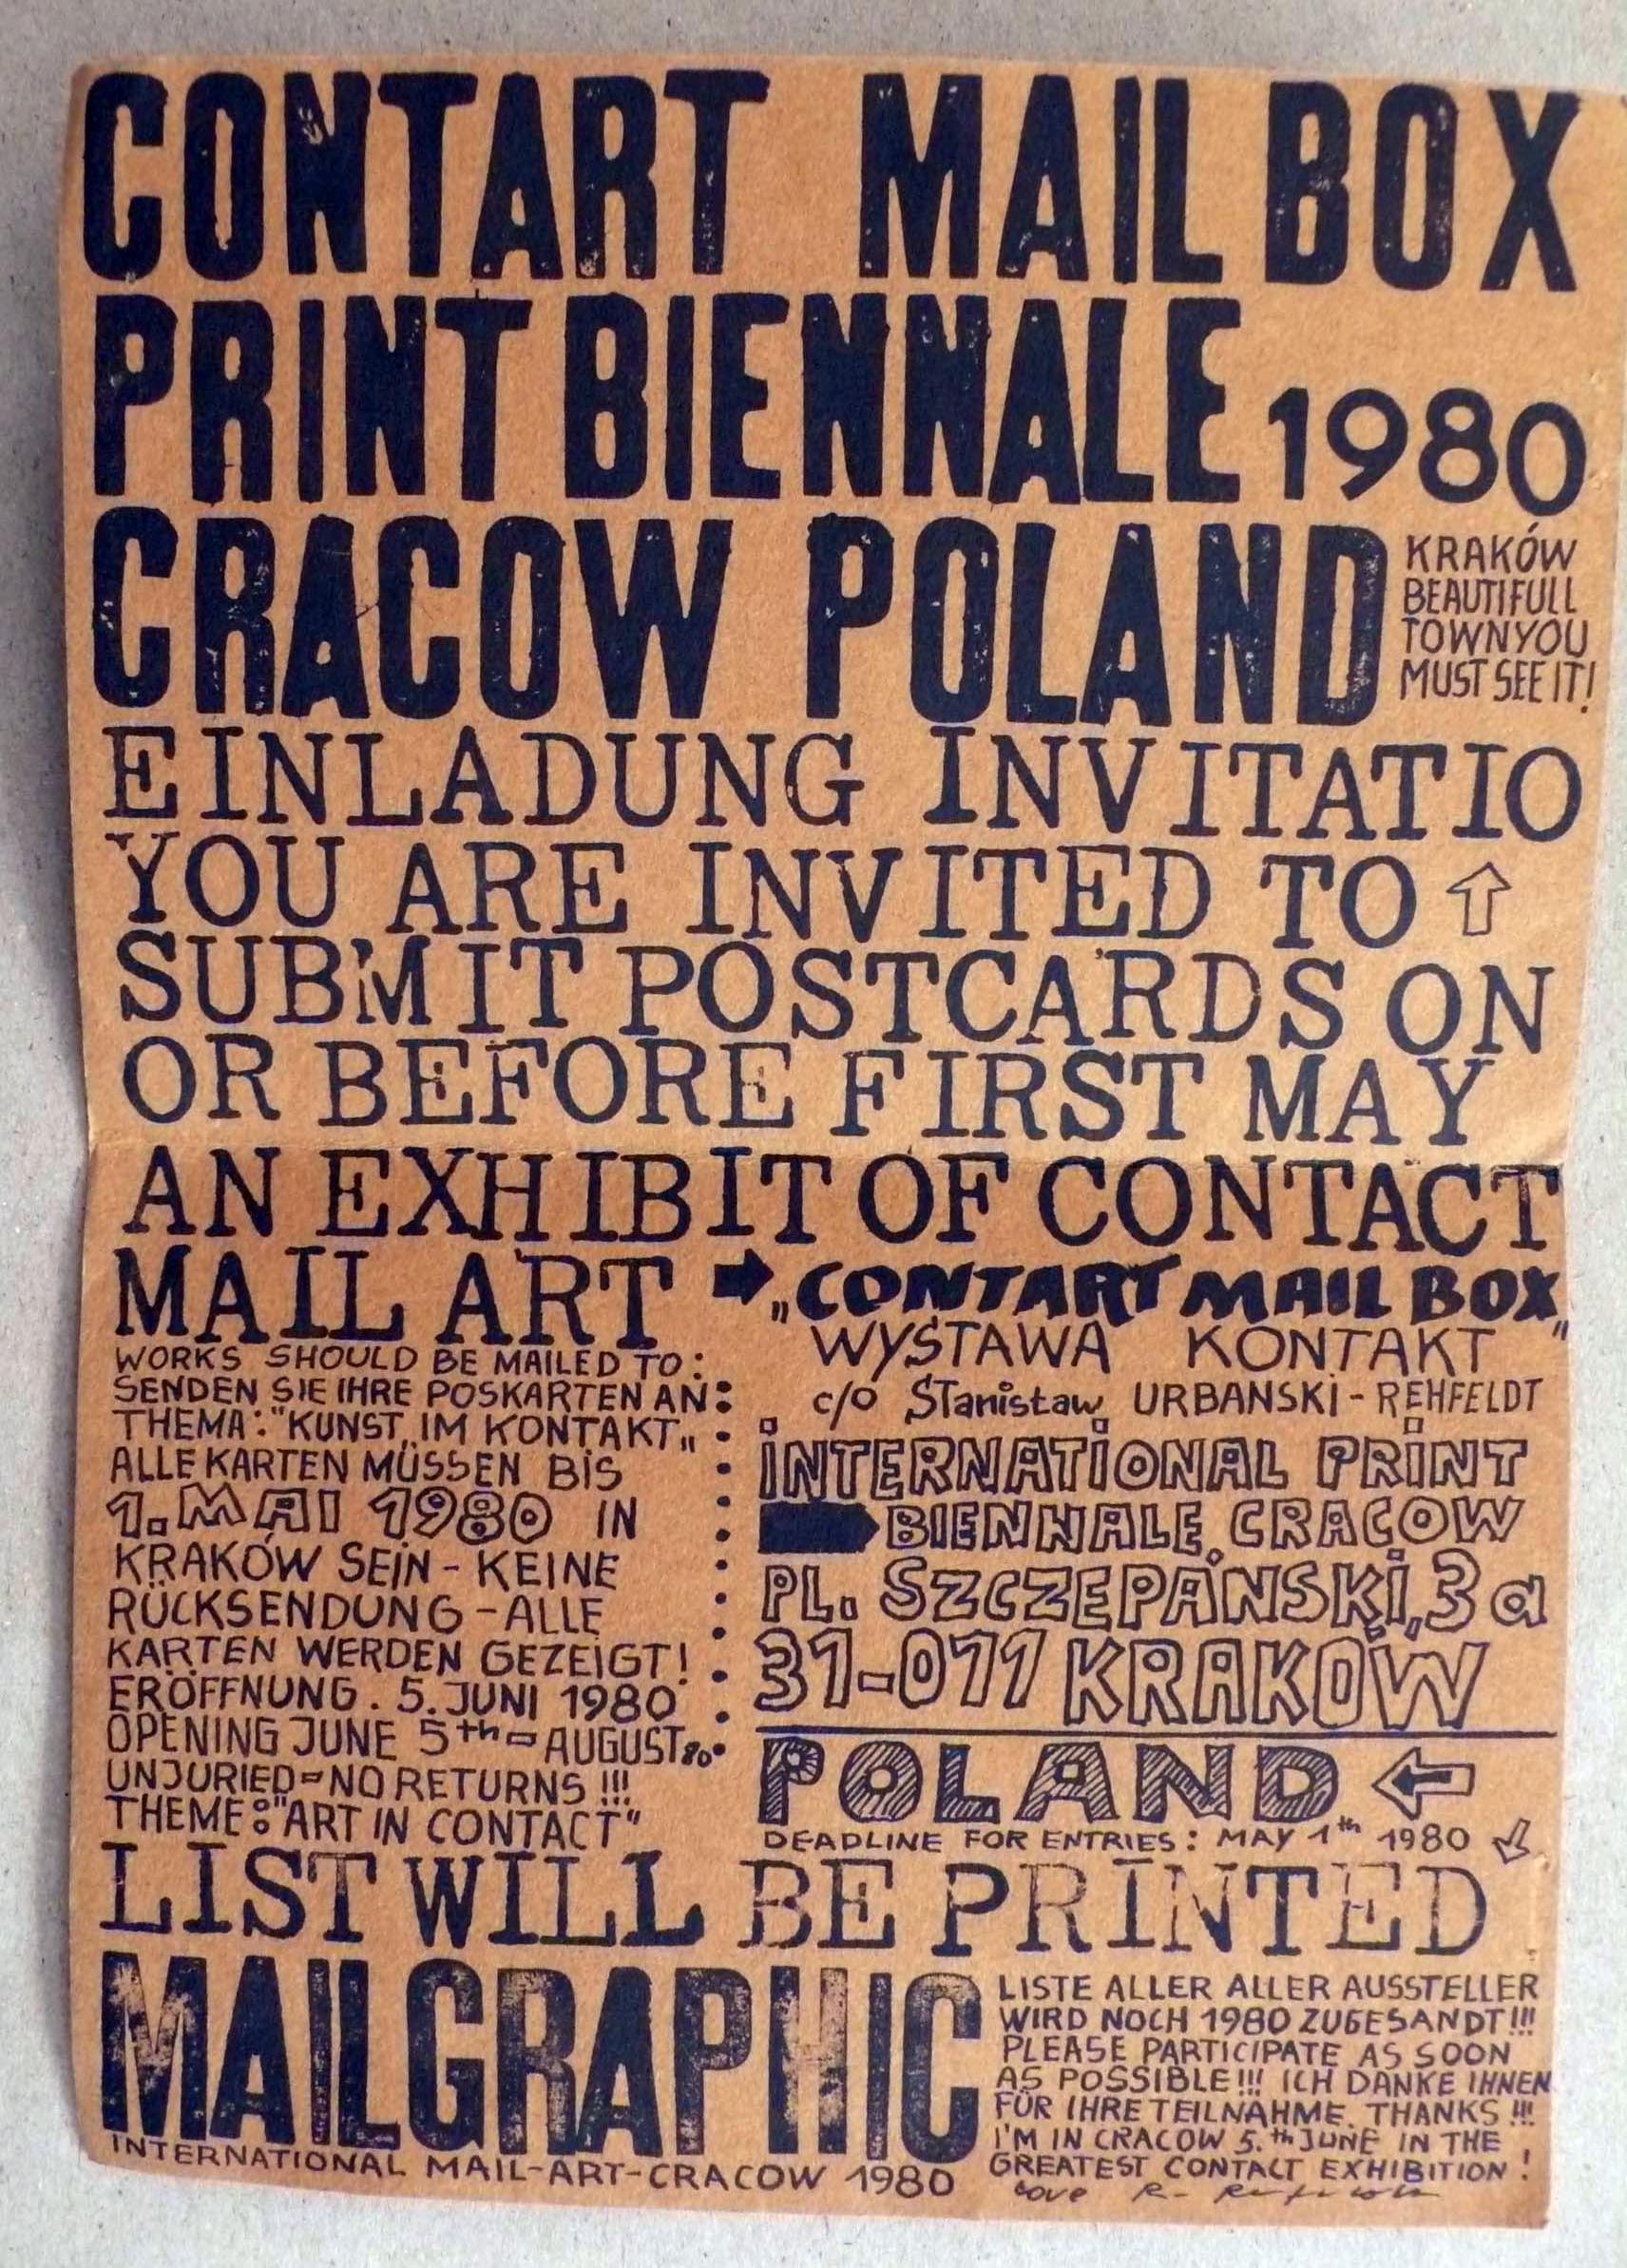 CONTART MAIL BOX
PRINT BIENNALE 1980
CRACOW POLAND
KRAKÓW
BEAUTIFULL
TOWN YOU
MUST SEE IT!
EINLADUNG INVITATIO
YOU ARE INVITED TO
SUBMIT POSTCARDS ON
OR BEFORE FIRST MAY
AN EXHIBIT OF CONTACT
MAIL ART
WORKS SHOULD BE MAILED TO:
SENDEN SIE IHRE POSKARTEN AN:
THEMA: "KUNST IM KONTAKT„
ALLE KARTEN MÜSSEN BIS
1. MAI 1980 IN
KRAKÓW SEIN - KEINE
RÜCKSENDUNG - ALLE
KARTEN WERDEN GEZEIGT!
ERÖFFNUNG. 5. JUNI 1980
OPENING JUNE 5th = AUGUST 80
UNJURIED = NO RETURNS !!!
THEME: "ART IN CONTACT"
„CONTART MAIL BOX"
WYSTAWA KONTAKT
c/o Stanisław URBANSKI - REHFELDT
INTERNATIONAL PRINT
BIENNALE CRACOW
PL. SZCZEPAŃSKI, 3a
31-011 KRAKÓW
POLAND
DEADLINE FOR ENTRIES: MAY 1th 1980
LIST WILL BE PRINTED
MAILGRAPHIC
INTERNATIONAL MAIL-ART-CRACOW 1980
LISTE ALLER ALLER AUSSTELLER
WIRD NOCH 1980 ZUGESANDT!!!
PLEASE PARTICIPATE AS SOON
AS POSSIBLE!!! ICH DANKE IHNEN
FÜR IHRE TEILNAHME. THANKS!!!
I'M IN CRACOW 5.th JUNE IN THE
GREATEST CONTACT EXHIBITION!
Love R.